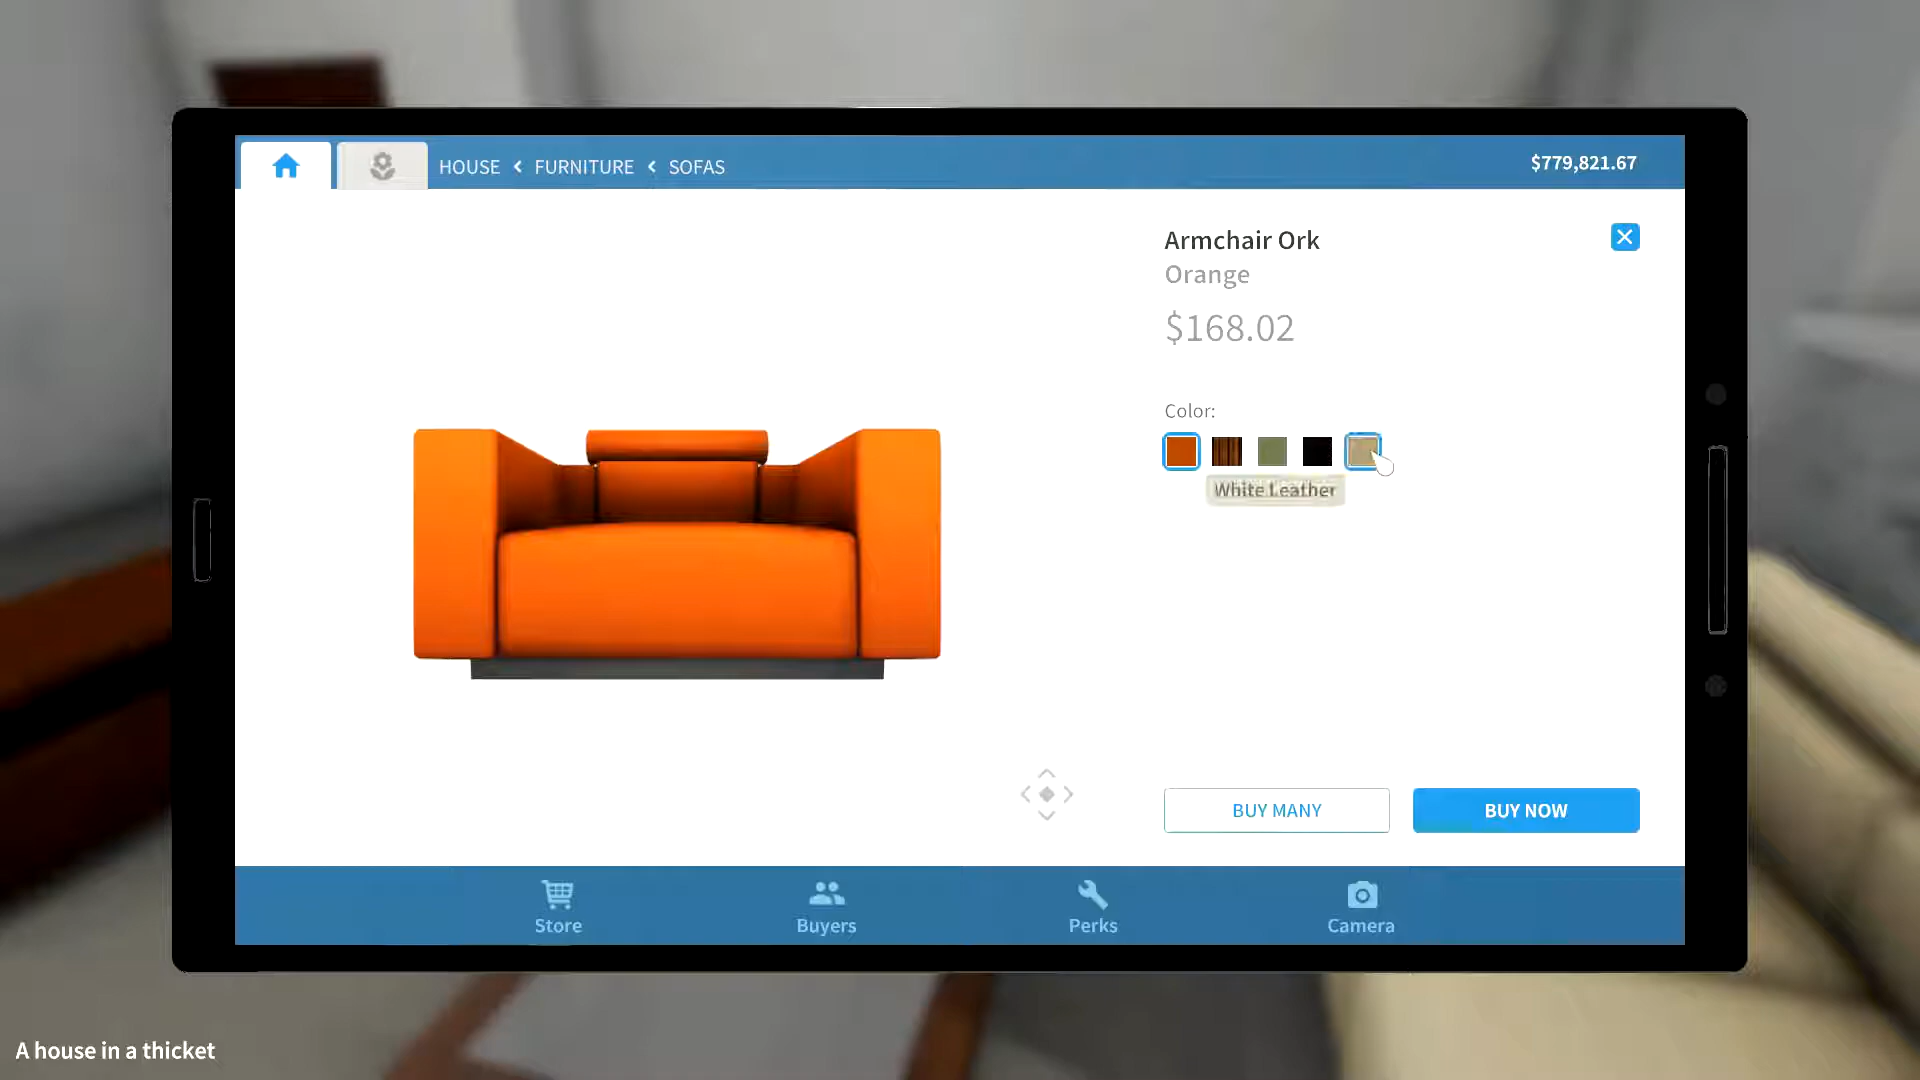 HOUSE < FURNITURE < SOFAS
$779,821.67
Armchair Ork
Orange
$168.02
Color:
White Leather
BUY MANY
BUY NOW
Store
Buyers
Perks
Camera
A house in a thicket